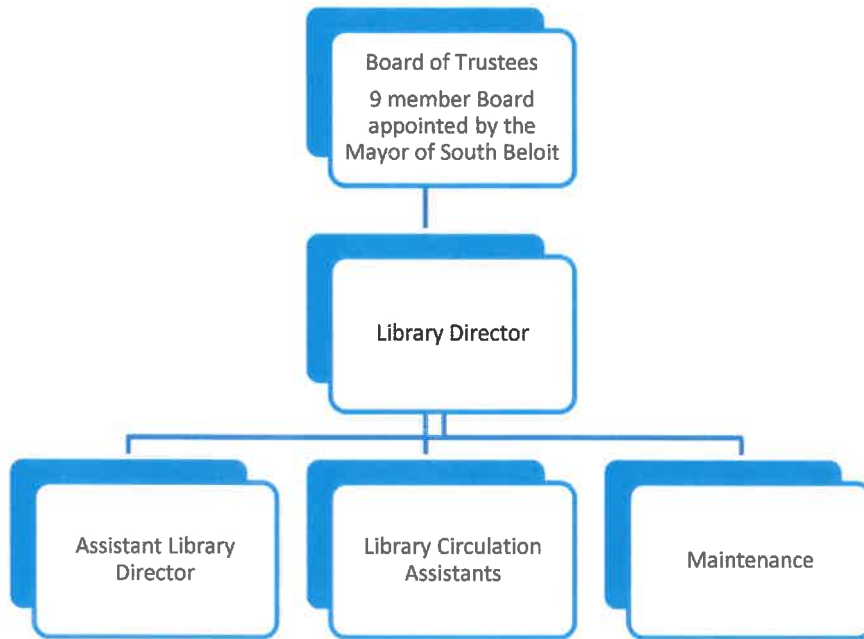 Board of Trustees
9 member Board
appointed by the
Mayor of South Beloit
Library Director
Assistant Library
Director
Library Circulation
Assistants
Maintenance